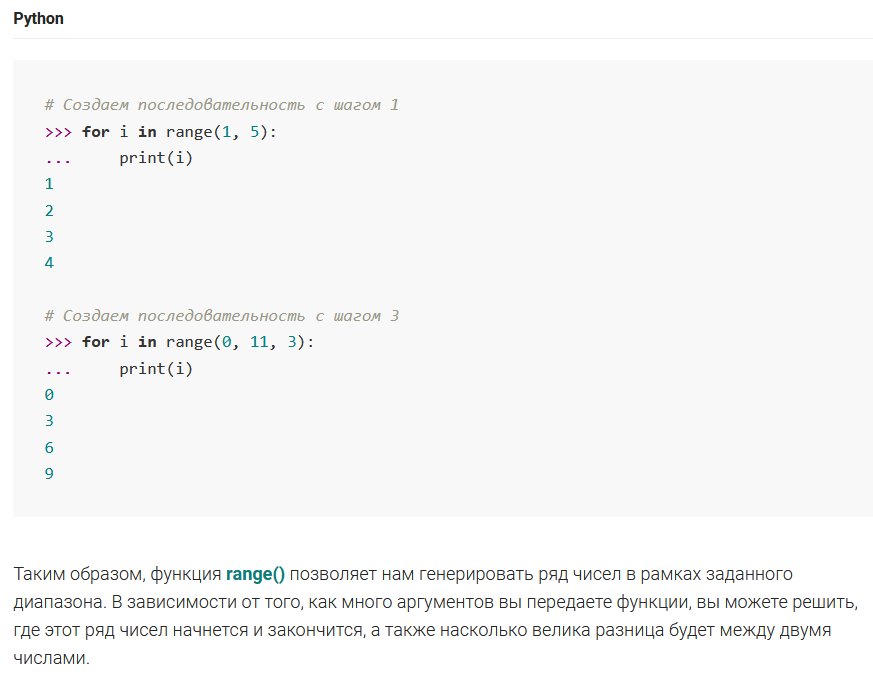 Python
# Создаем последовательность с шагом 1
>>> for i in range(1, 5):
...     print(i)
1
2
3
4
# Создаем последовательность с шагом 3
>>> for i in range(0, 11, 3):
...     print(i)
0
3
6
9
Таким образом, функция range() позволяет нам генерировать ряд чисел в рамках заданного
диапазона. В зависимости от того, как много аргументов вы передаете функции, вы можете решить,
где этот ряд чисел начнется и закончится, а также насколько велика разница будет между двумя
числами.